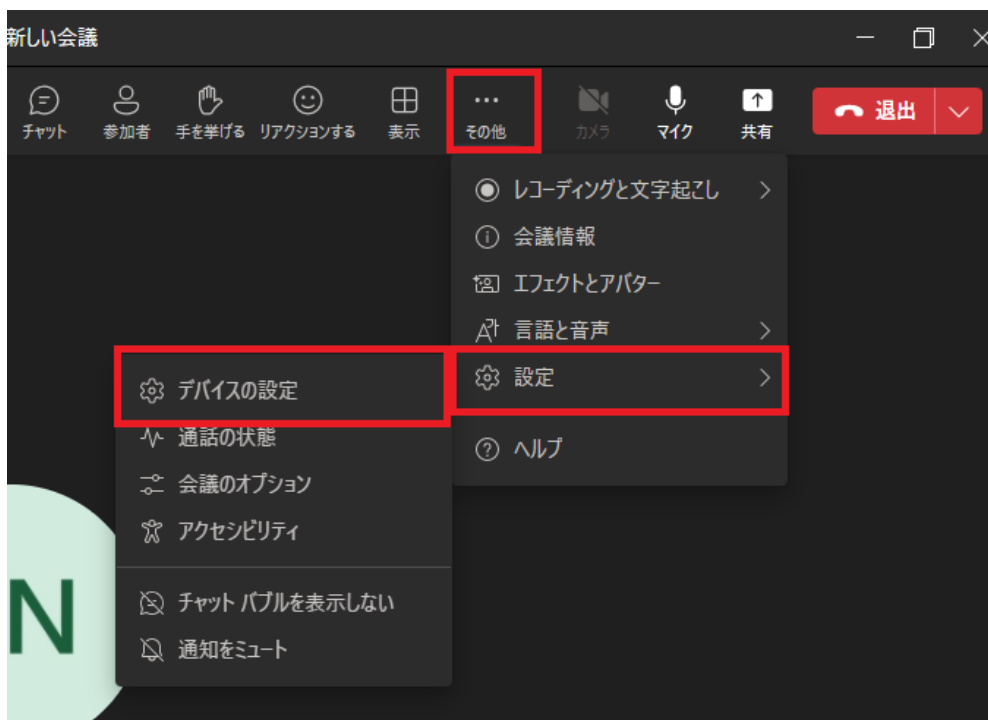 新しい会議
チャット 参加者 手を挙げる リアクションする 表示 その他 カメラ マイク 共有 退出
レコーディングと文字起こし
会議情報
エフェクトとアバター
言語と音声
設定
ヘルプ
デバイスの設定
通話の状態
会議のオプション
アクセシビリティ
チャット バブルを表示しない
通知をミュート
N